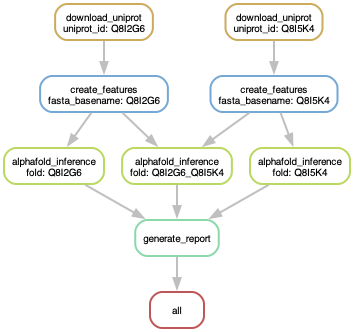 download_uniprot
uniprot_id: Q8I2G6
download_uniprot
uniprot_id: Q8I5K4
create_features
fasta_basename: Q8I2G6
create_features
fasta_basename: Q8I5K4
alphafold_inference
fold: Q8I2G6
alphafold_inference
fold: Q8I2G6_Q8I5K4
alphafold_inference
fold: Q8I5K4
generate_report
all